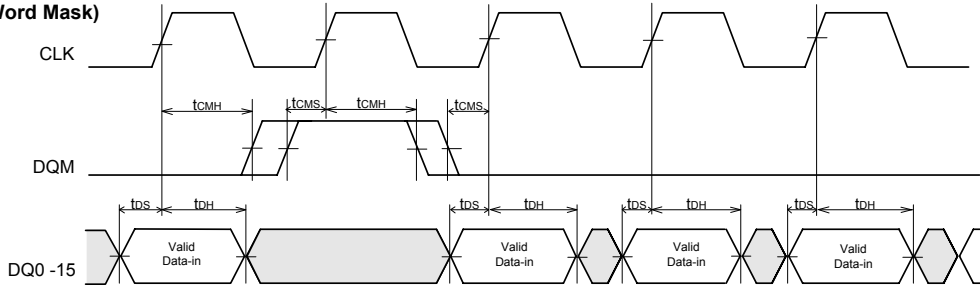 Word Mask)
CLK
tCMH tCMS tCMH tCMS
DQM
tDS tDH tDS tDH tDS tDH tDS tDH
Valid Data-in Valid Data-in Valid Data-in Valid Data-in
DQ0 -15